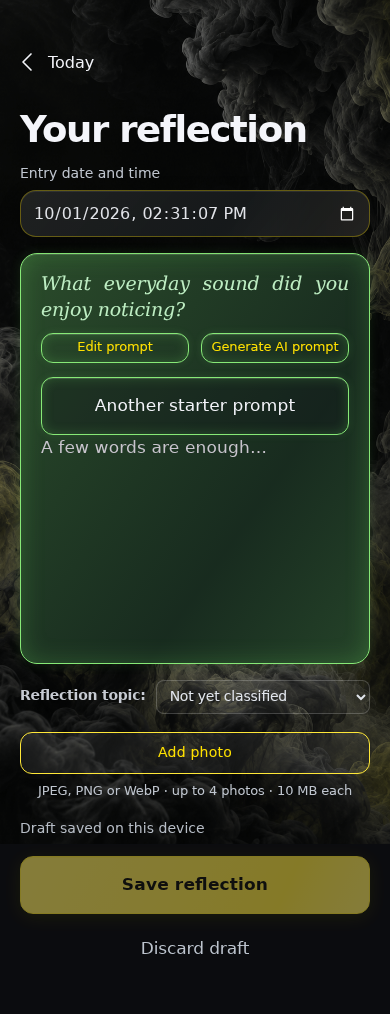 Today
Your reflection
Entry date and time
10/01/2026, 02:31:07 PM
What everyday sound did you
enjoy noticing?
Edit prompt
Generate AI prompt
Another starter prompt
A few words are enough...
Reflection topic:
Not yet classified
Add photo
JPEG, PNG or WebP · up to 4 photos · 10 MB each
Draft saved on this device
Save reflection
Discard draft